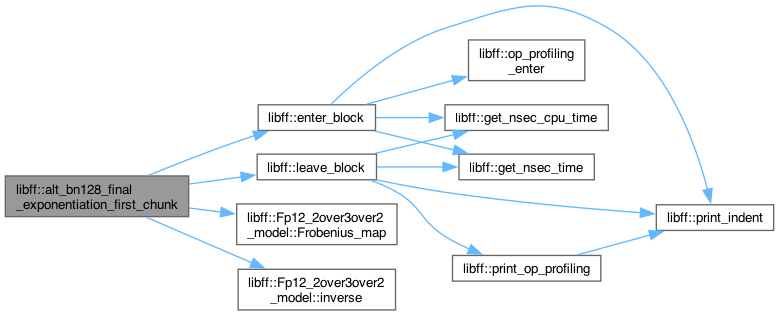 libff::alt_bn128_final
_exponentiation_first_chunk
libff::enter_block
libff::leave_block
libff::Fp12_2over3over2
_model::Frobenius_map
libff::Fp12_2over3over2
_model::inverse
libff::op_profiling
_enter
libff::get_nsec_cpu_time
libff::get_nsec_time
libff::print_op_profiling
libff::print_indent